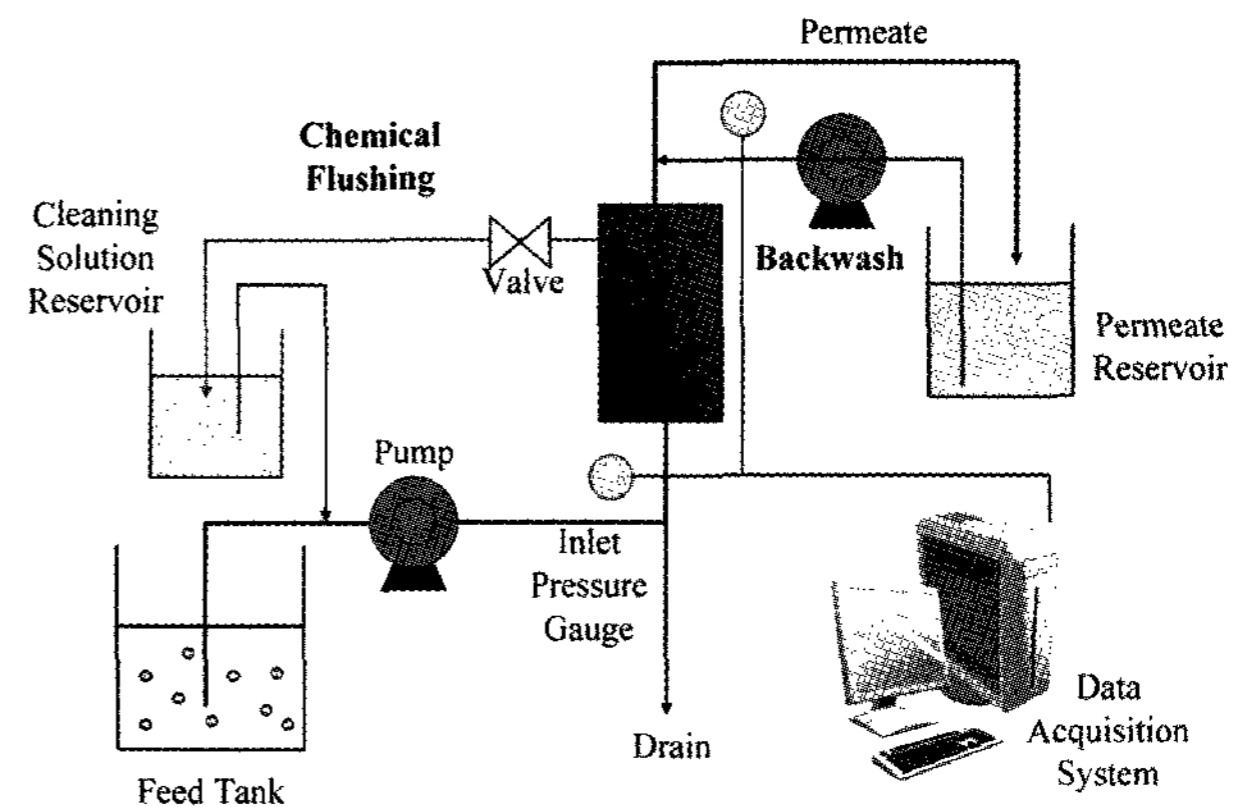 Permeate
Chemical
Flushing
Cleaning
Solution
Reservoir
Valve
Backwash
Permeate
Reservoir
Pump
Inlet
Pressure
Gauge
Data
Acquisition
System
Drain
Feed Tank